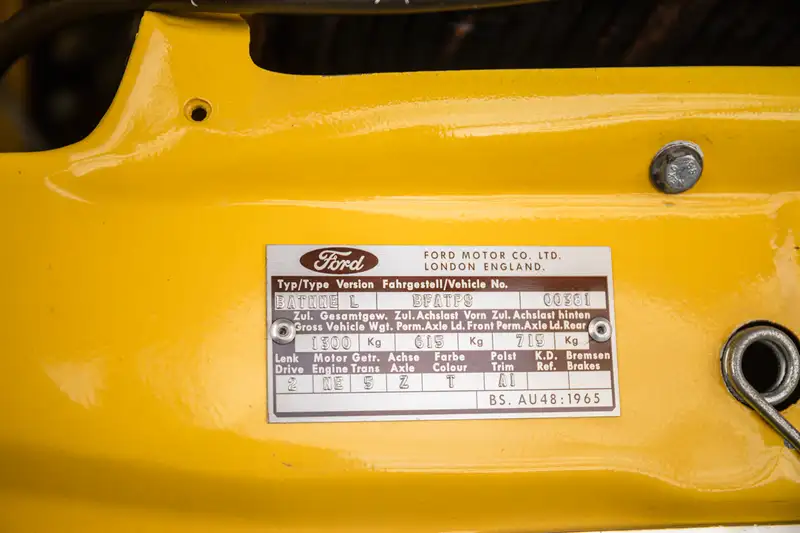 Ford
FORD MOTOR CO. LTD.
LONDON ENGLAND.
Typ/Type Version Fahrgestell/Vehicle No.
BATNNE L BFATPS 00381
Zul. Gesamtgew. Zul. Achslast Vorn Zul. Achslast hinten
Gross Vehicle Wgt. Perm.Axle Ld. Front Perm.Axle Ld.Rear
1300 Kg 615 Kg 715 Kg
Lenk Motor Getr. Achse Farbe Polst K.D. Bremsen
Drive Engine Trans Axle Colour Trim Ref. Brakes
2 NE 5 Z T A1
BS. AU48:1965